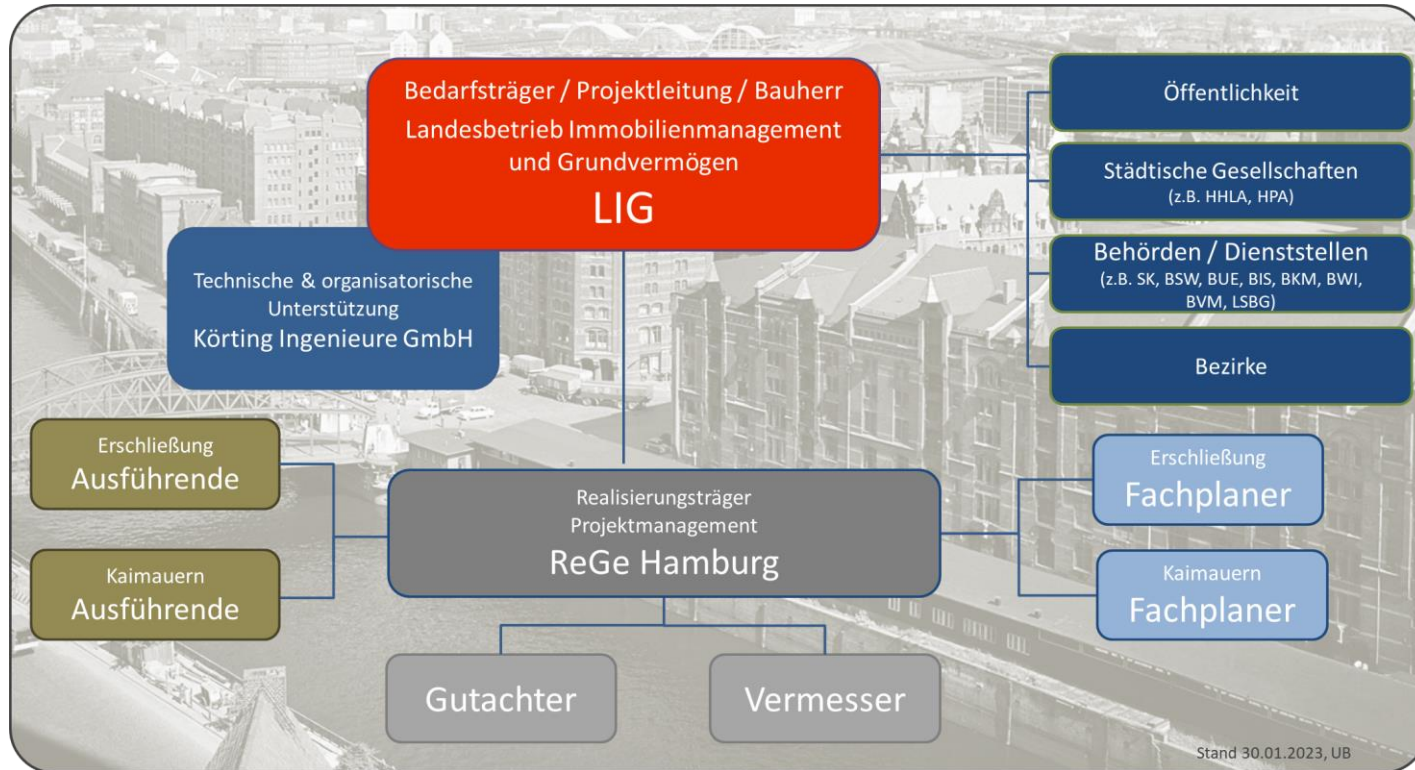 Bedarfsträger / Projektleitung / Bauherr
Landesbetrieb Immobilienmanagement
und Grundvermögen
LIG
Technische & organisatorische
Unterstützung
Körting Ingenieure GmbH
Öffentlichkeit
Städtische Gesellschaften
(z.B. HHLA, HPA)
Behörden / Dienststellen
(z.B. SK, BSW, BUE, BIS, BKM, BWI,
BVM, LSBG)
Bezirke
Erschließung
Ausführende
Kaimauern
Ausführende
Realisierungsträger
Projektmanagement
ReGe Hamburg
Erschließung
Fachplaner
Kaimauern
Fachplaner
Gutachter
Vermesser
Stand 30.01.2023, UB